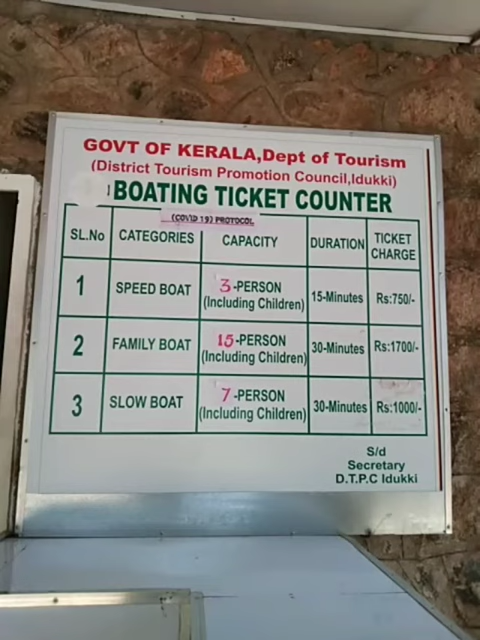 GOVT OF KERALA,Dept of Tourism
(District Tourism Promotion Council,Idukki)
BOATING TICKET COUNTER
(COVID 19) PROTOCOL
SL.No CATEGORIES CAPACITY DURATION TICKET CHARGE
1 SPEED BOAT 3-PERSON (Including Children) 15-Minutes Rs:750/-
2 FAMILY BOAT 15-PERSON (Including Children) 30-Minutes Rs:1700/-
3 SLOW BOAT 7-PERSON (Including Children) 30-Minutes Rs:1000/-
S/d
Secretary
D.T.P.C Idukki